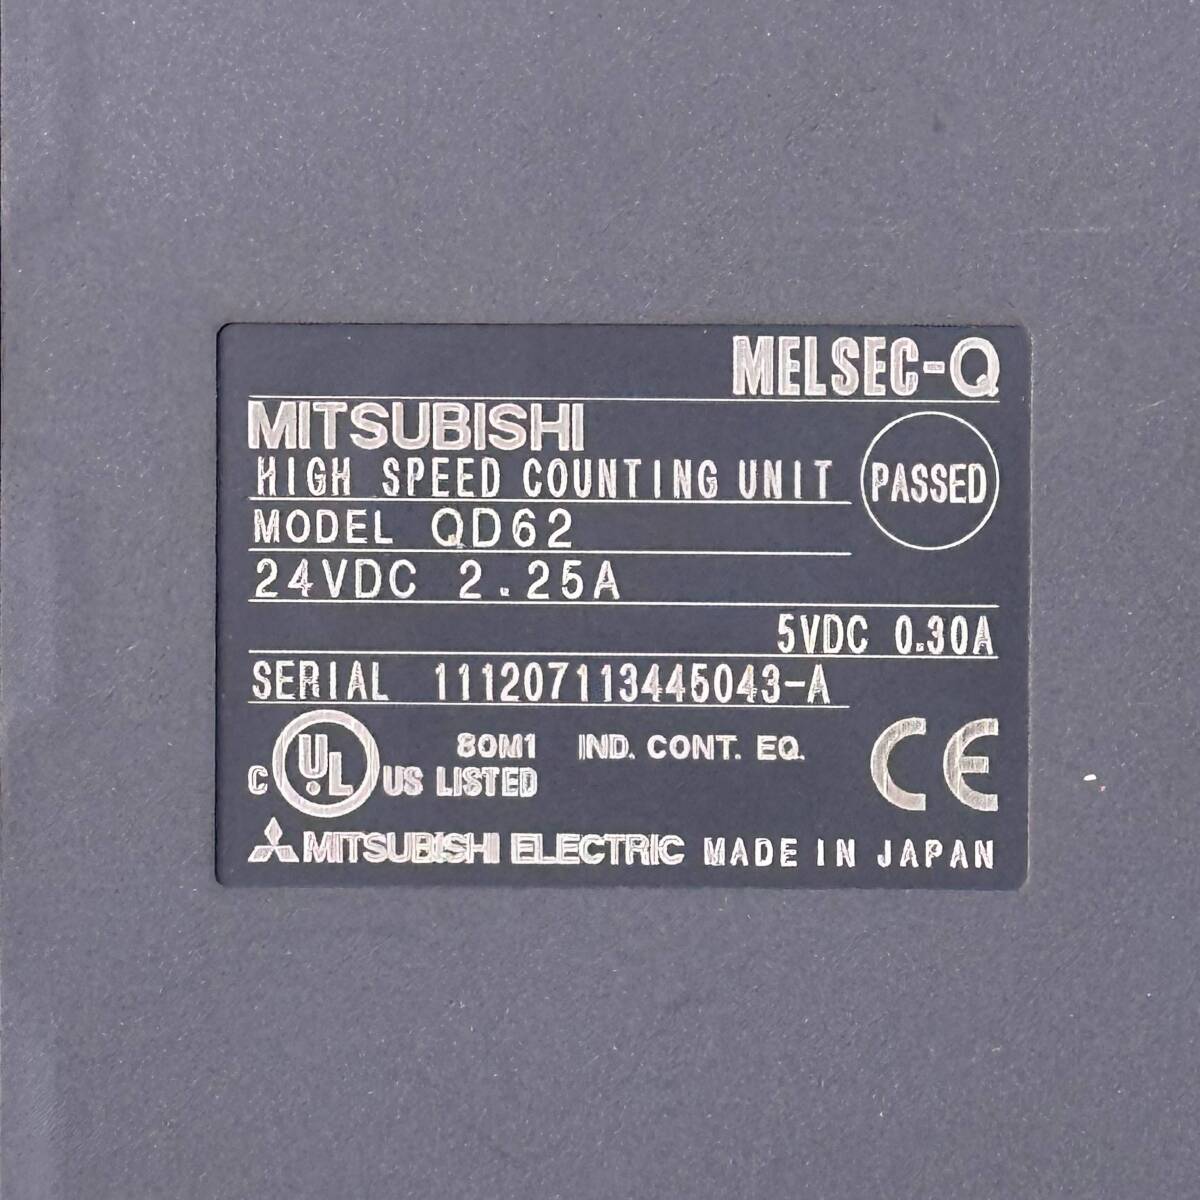 MELSEC-Q
MITSUBISHI
HIGH SPEED COUNTING UNIT
PASSED
MODEL QD62
24VDC 2.25A
5VDC 0.30A
SERIAL 111207113445043-A
C UL US LISTED 80M1 IND. CONT. EQ.
CE
MITSUBISHI ELECTRIC MADE IN JAPAN